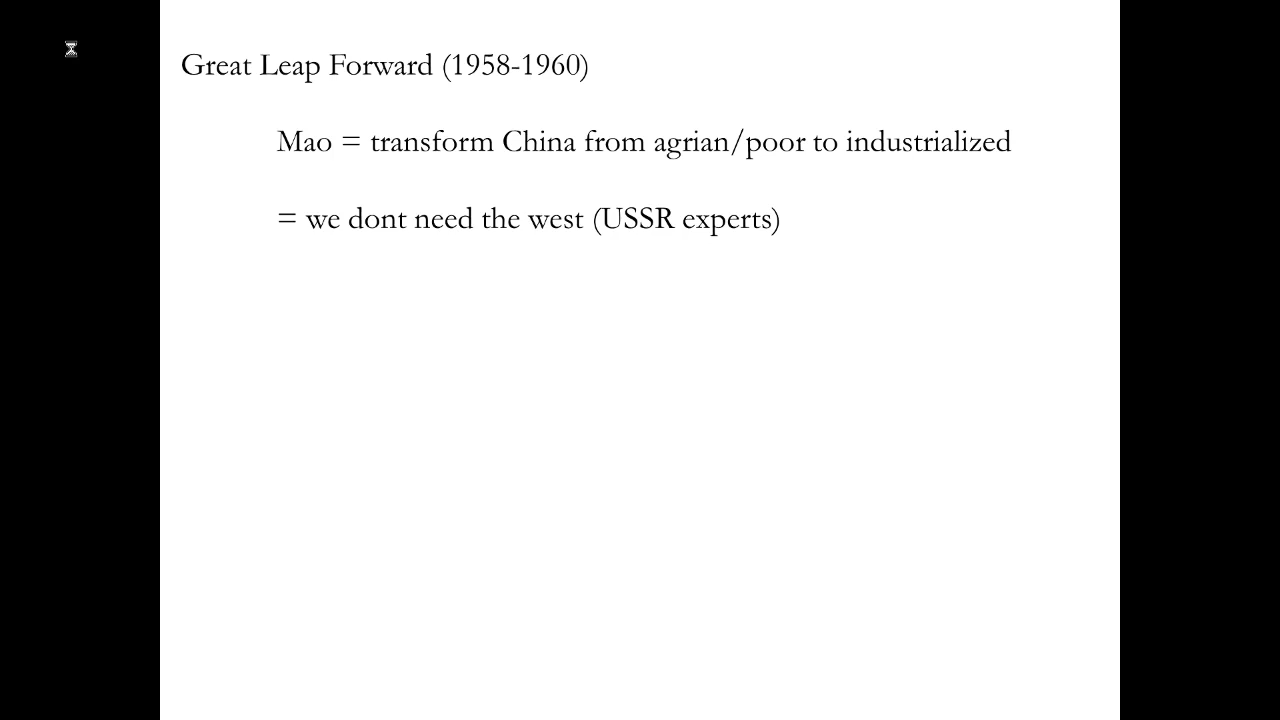 Great Leap Forward (1958-1960)
Mao = transform China from agrian/poor to industrialized
= we dont need the west (USSR experts)